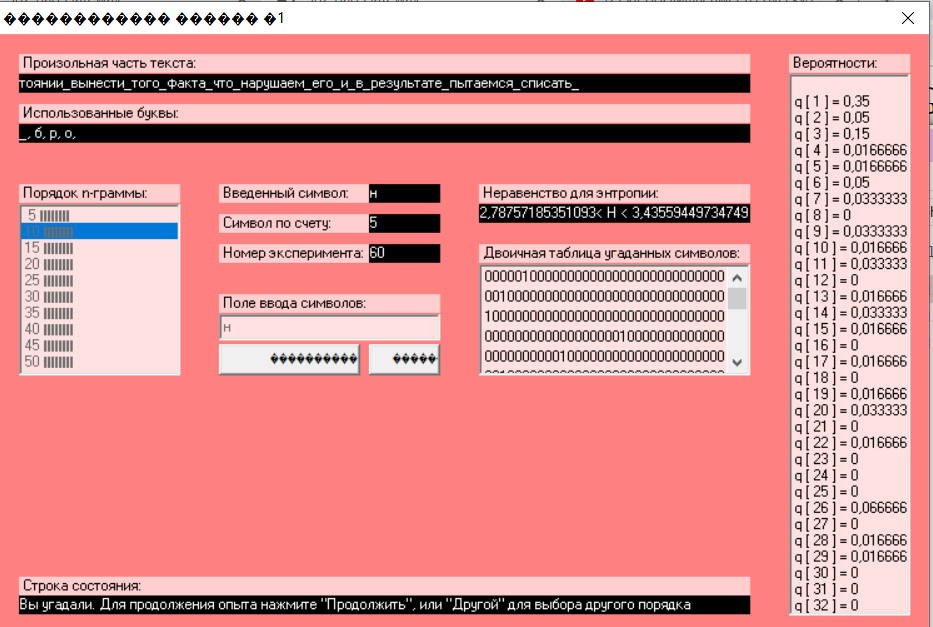 ������������� ������ �1
Произольная часть текста:
тоянии_вынести_того_факта_что_нарушаем_его_и_в_результате_пытаемся_списать_
Использованные буквы:
_, б, р, о,
Порядок n-граммы:
5 ||||||||
10 ||||||||
15 ||||||||
20 ||||||||
25 ||||||||
30 ||||||||
35 ||||||||
40 ||||||||
45 ||||||||
50 ||||||||
Введенный символ: н
Символ по счету: 5
Номер эксперимента: 60
Поле ввода символов:
н
��������� �����
Неравенство для энтропии:
2,78757185351093< H < 3,43559449734749
Двоичная таблица угаданных символов:
00000100000000000000000000000000
00100000000000000000000000000000
10000000000000000000000000000000
00000000000000000010000000000000
00000000001000000000000000000000
Вероятности:
q [ 1 ] = 0,35
q [ 2 ] = 0,05
q [ 3 ] = 0,15
q [ 4 ] = 0,0166666
q [ 5 ] = 0,0166666
q [ 6 ] = 0,05
q [ 7 ] = 0,0333333
q [ 8 ] = 0
q [ 9 ] = 0,0333333
q [ 10 ] = 0,016666
q [ 11 ] = 0,033333
q [ 12 ] = 0
q [ 13 ] = 0,016666
q [ 14 ] = 0,033333
q [ 15 ] = 0,016666
q [ 16 ] = 0
q [ 17 ] = 0,016666
q [ 18 ] = 0
q [ 19 ] = 0,016666
q [ 20 ] = 0,033333
q [ 21 ] = 0
q [ 22 ] = 0,016666
q [ 23 ] = 0
q [ 24 ] = 0
q [ 25 ] = 0
q [ 26 ] = 0,066666
q [ 27 ] = 0
q [ 28 ] = 0,016666
q [ 29 ] = 0,016666
q [ 30 ] = 0
q [ 31 ] = 0
q [ 32 ] = 0
Строка состояния:
Вы угадали. Для продолжения опыта нажмите "Продолжить", или "Другой" для выбора другого порядка